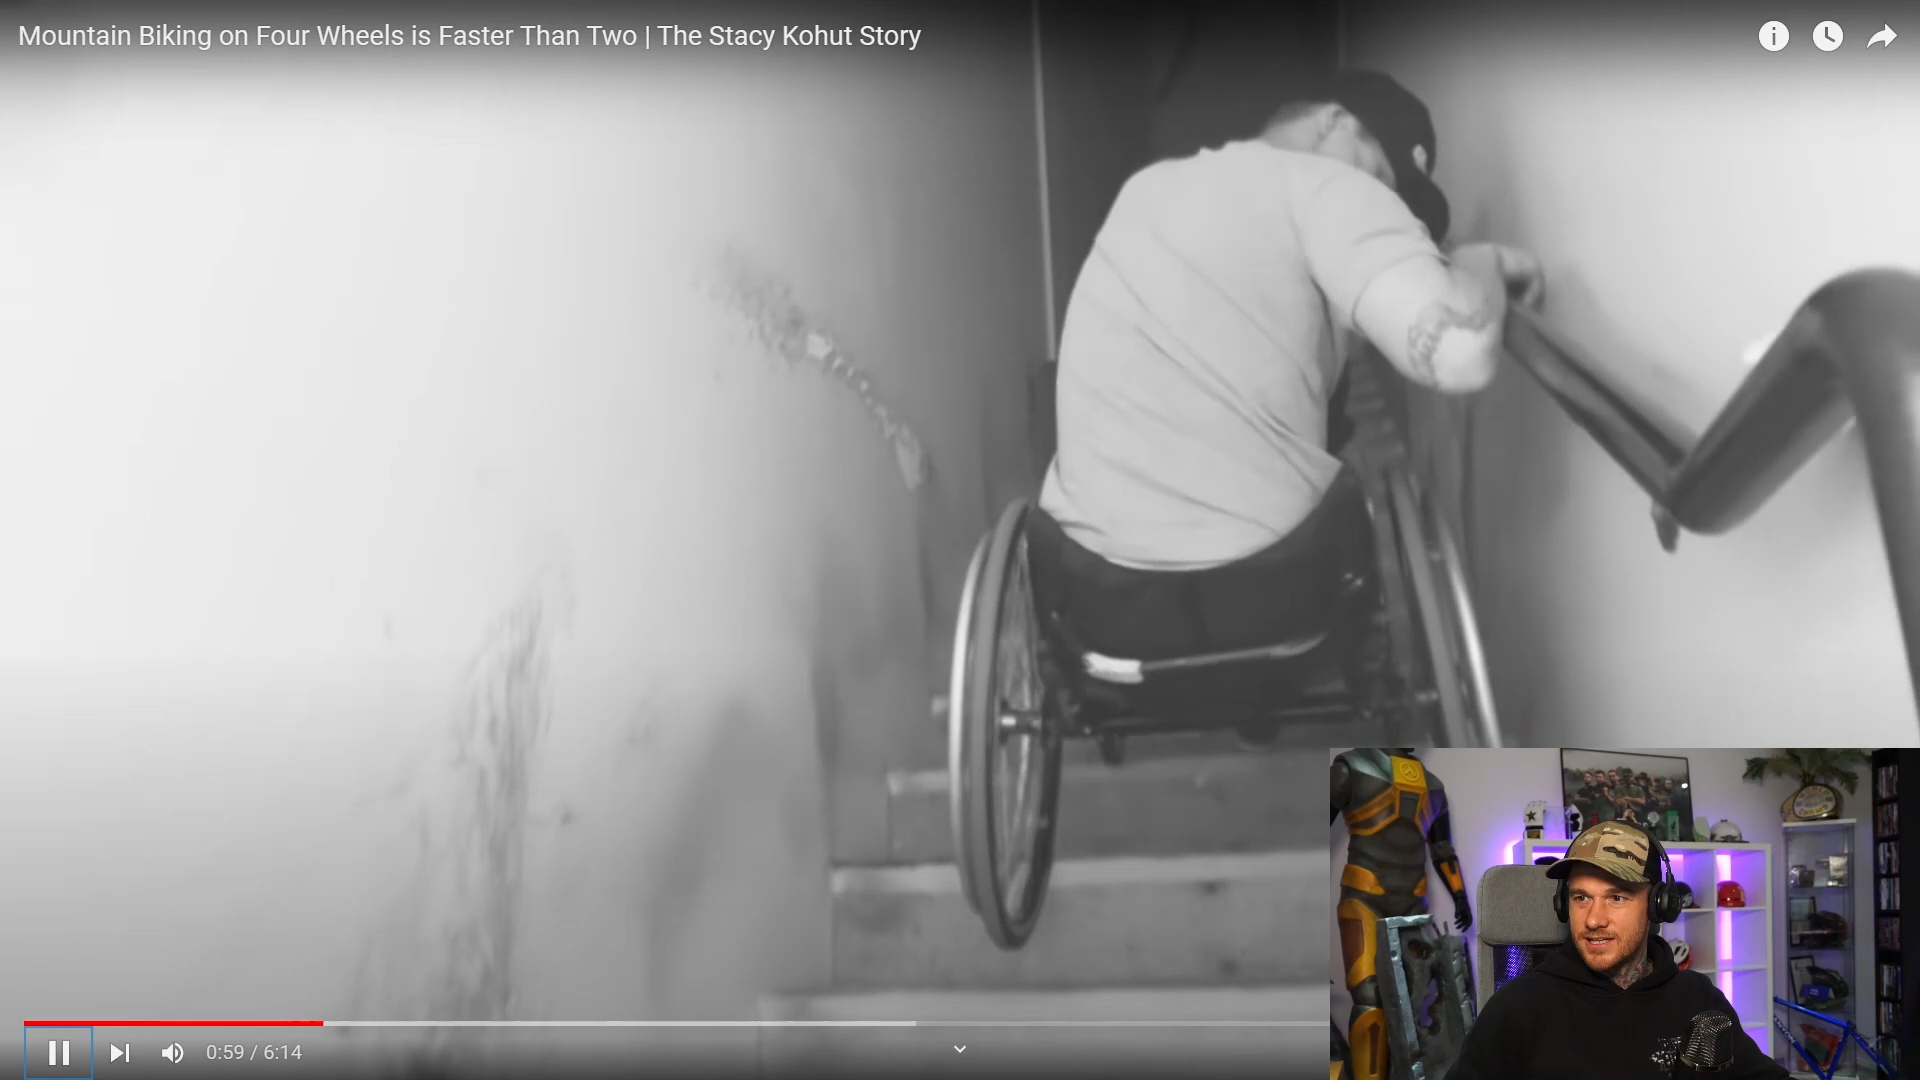 Mountain Biking on Four Wheels is Faster Than Two | The Stacy Kohut Story
0:59 / 6:14